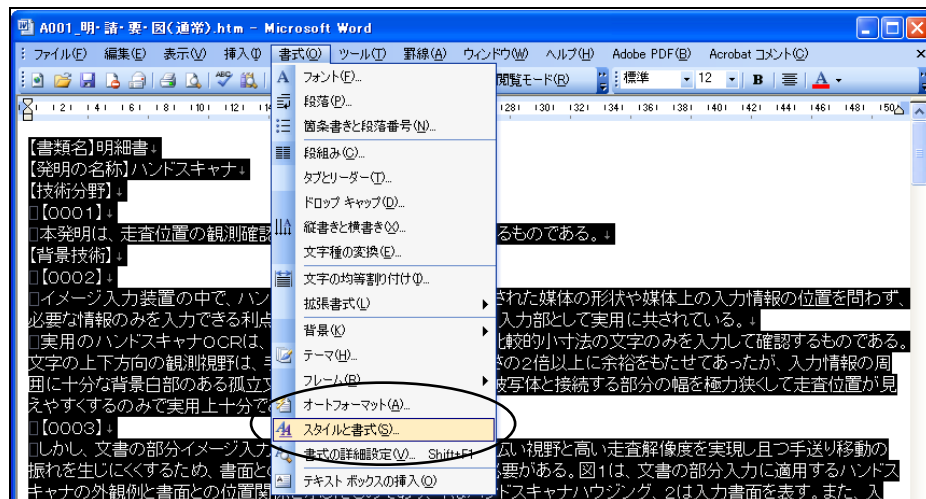 A001_明・請・要・図(通常).htm - Microsoft Word
ファイル(F) 編集(E) 表示(V) 挿入(I) 書式(O) ツール(T) 罫線(A) ウィンドウ(W) ヘルプ(H) Adobe PDF(B) Acrobat コメント(C)
閲覧モード(R) 標準 12 B A
フォント(F)...
段落(P)...
箇条書きと段落番号(N)...
段組み(C)...
タブとリーダー(T)...
ドロップ キャップ(D)...
縦書きと横書き(X)...
文字種の変換(E)...
文字の均等割り付け(I)...
拡張書式(L)
背景(K)
テーマ(H)...
フレーム(R)
オートフォーマット(A)...
スタイルと書式(S)...
書式の詳細設定(V)... Shift+F1
テキスト ボックスの挿入(O)
【書類名】明細書↓
【発明の名称】ハンドスキャナ↓
【技術分野】↓
□【0001】↓
□本発明は、走査位置の観測確認 るものである。↓
【背景技術】↓
□【0002】↓
□イメージ入力装置の中で、ハン された媒体の形状や媒体上の入力情報の位置を問わず、
必要な情報のみを入力できる利点 入力部として実用に共されている。↓
□実用のハンドスキャナOCRは、 比較的小寸法の文字のみを入力して確認するものである。
文字の上下方向の観測視野は、 の2倍以上に余裕をもたせてあったが、入力情報の周
囲に十分な背景白部のある孤立文 被写体と接続する部分の幅を極力狭くして走査位置が見
えやすくするのみで実用上十分で
□【0003】↓
□しかし、文書の部分イメージ入力 広い視野と高い走査解像度を実現し且つ手送り移動の
振れを生じにくくするため、書面と 必要がある。図1は、文書の部分入力に適用するハンドス
キャナの外観例と書面との位置関 ハンドスキャナハウジング、2は入力書面を表す。また、入